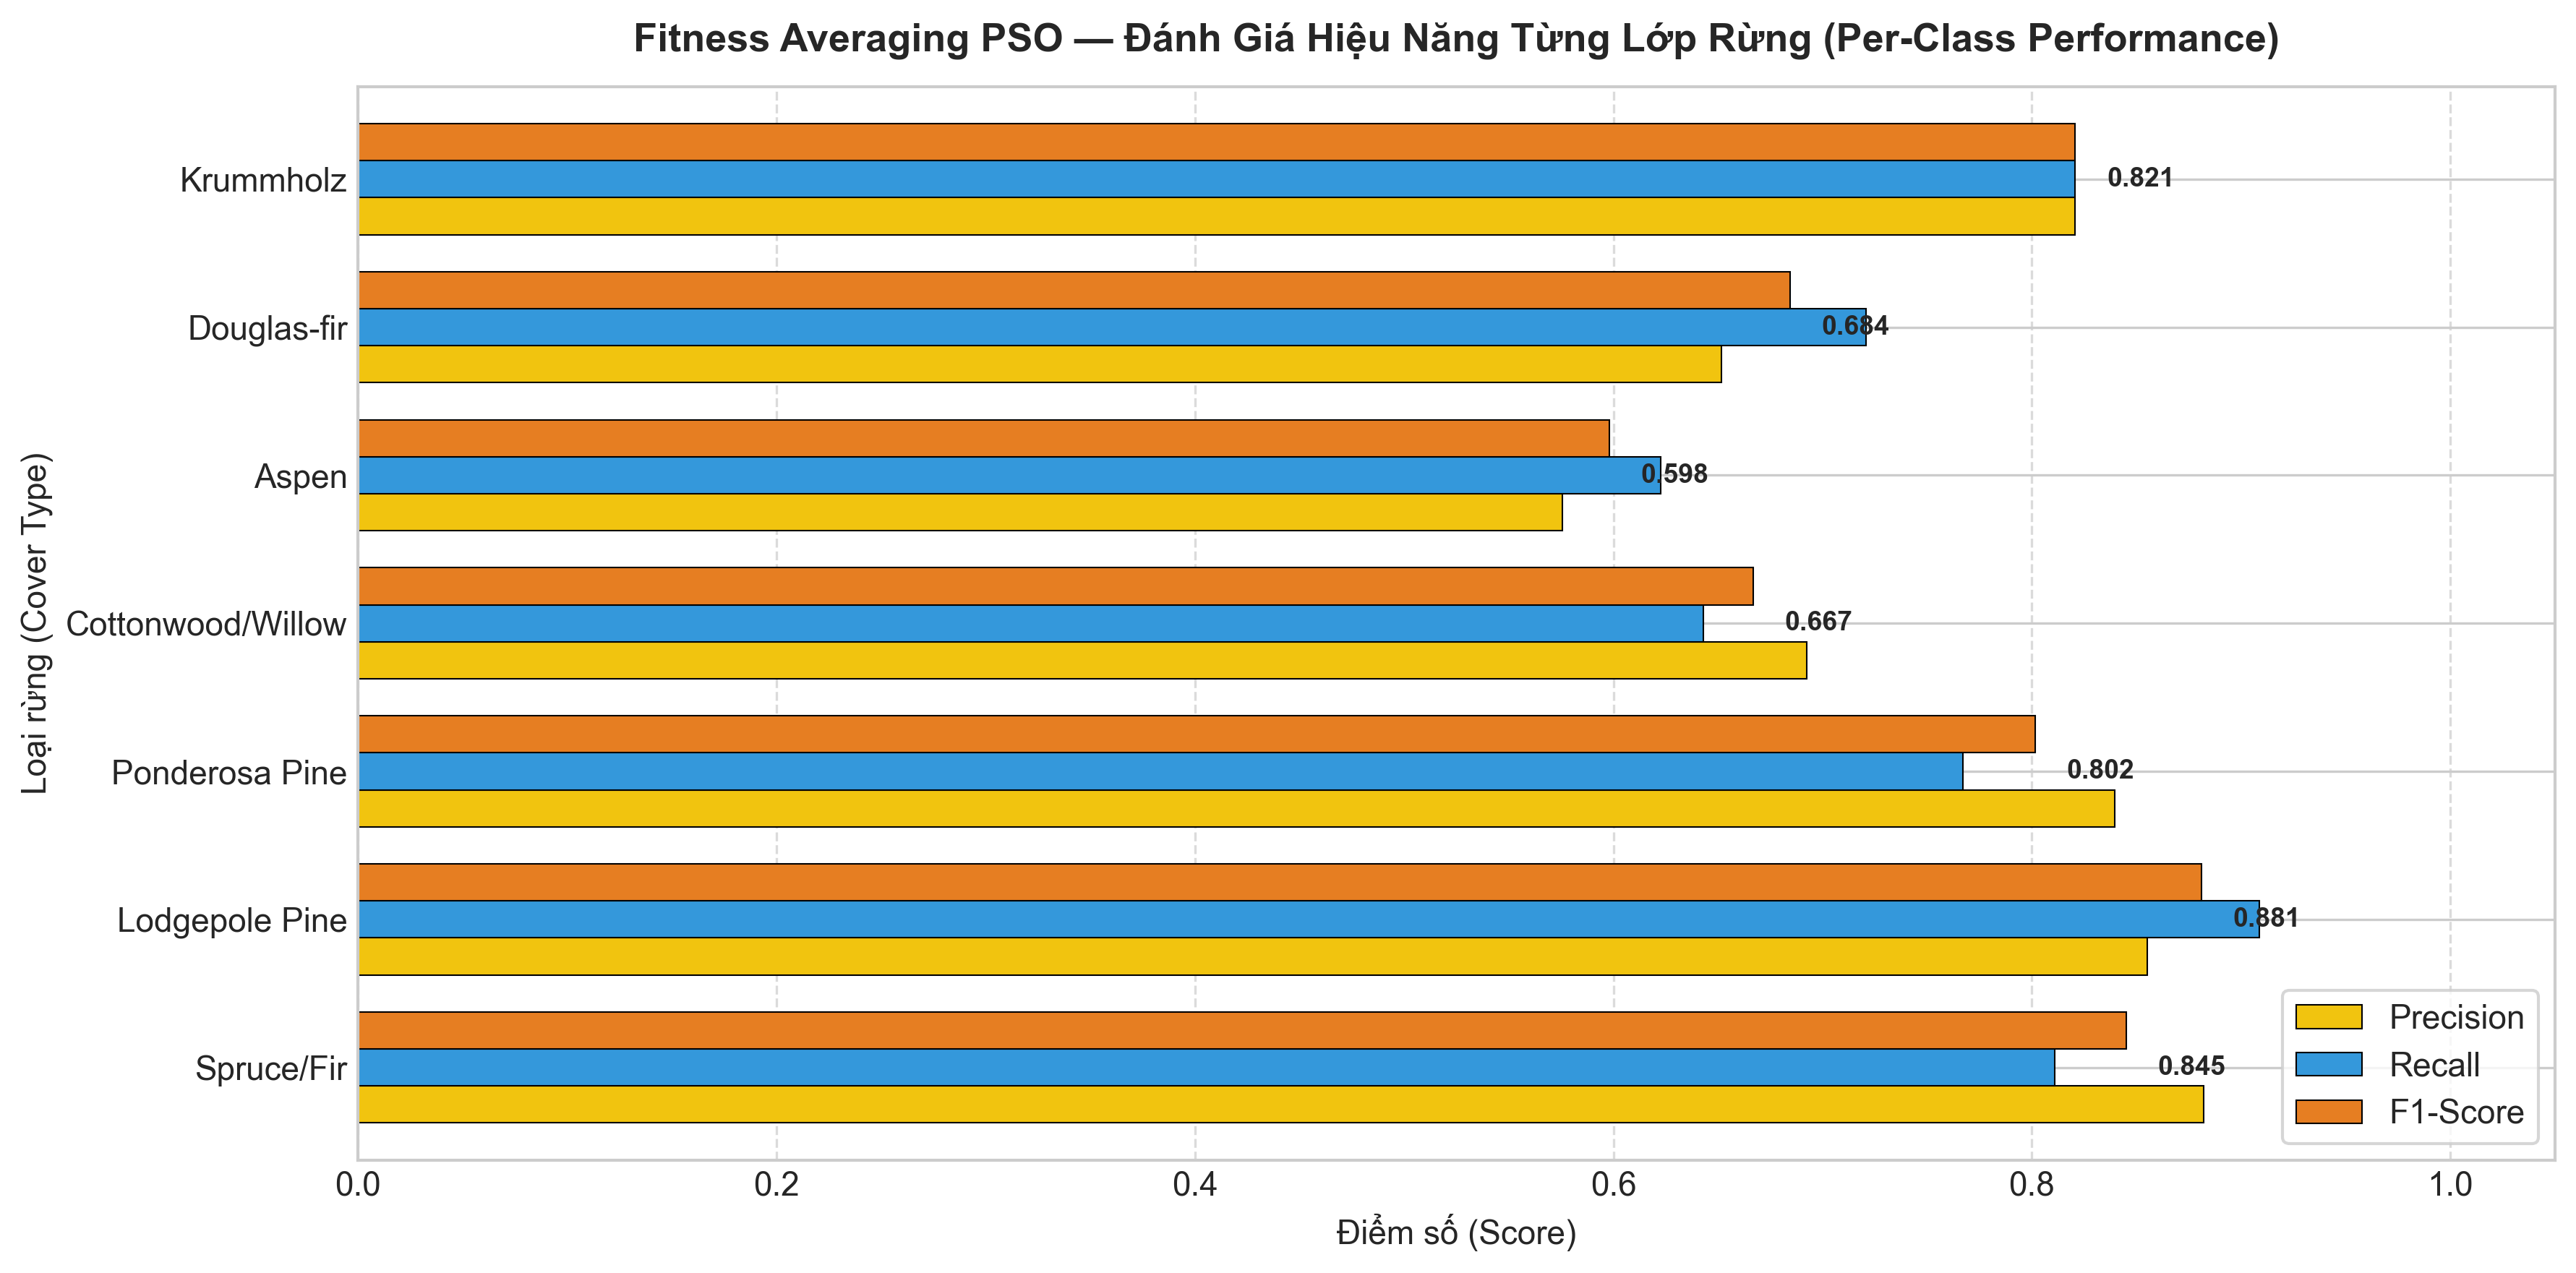 Fitness Averaging PSO — Đánh Giá Hiệu Năng Từng Lớp Rừng (Per-Class Performance)
Loại rừng (Cover Type)
Krummholz
0.821
Douglas-fir
0.684
Aspen
0.598
Cottonwood/Willow
0.667
Ponderosa Pine
0.802
Lodgepole Pine
0.881
Spruce/Fir
0.845
Precision
Recall
F1-Score
0.0 0.2 0.4 0.6 0.8 1.0
Điểm số (Score)